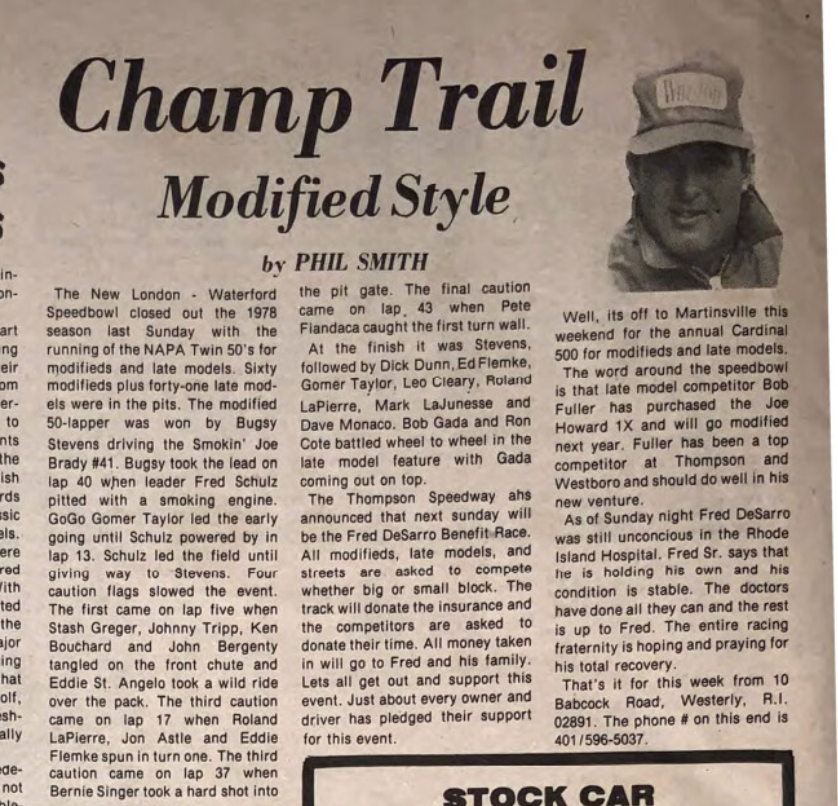 Champ Trail
Modified Style
by PHIL SMITH
The New London - Waterford
Speedbowl closed out the 1978
season last Sunday with the
running of the NAPA Twin 50's for
modifieds and late models. Sixty
modifieds plus forty-one late mod-
els were in the pits. The modified
50-lapper was won by Bugsy
Stevens driving the Smokin' Joe
Brady #41. Bugsy took the lead on
lap 40 when leader Fred Schulz
pitted with a smoking engine.
GoGo Gomer Taylor led the early
going until Schulz powered by in
lap 13. Schulz led the field until
giving way to Stevens. Four
caution flags slowed the event.
The first came on lap five when
Stash Greger, Johnny Tripp, Ken
Bouchard and John Bergenty
tangled on the front chute and
Eddie St. Angelo took a wild ride
over the pack. The third caution
came on lap 17 when Roland
LaPierre, Jon Astle and Eddie
Flemke spun in turn one. The third
caution came on lap 37 when
Bernie Singer took a hard shot into
the pit gate. The final caution
came on lap 43 when Pete
Fiandaca caught the first turn wall.
At the finish it was Stevens,
followed by Dick Dunn, Ed Flemke,
Gomer Taylor, Leo Cleary, Roland
LaPierre, Mark LaJunesse and
Dave Monaco. Bob Gada and Ron
Cote battled wheel to wheel in the
late model feature with Gada
coming out on top.
The Thompson Speedway ahs
announced that next sunday will
be the Fred DeSarro Benefit Race.
All modifieds, late models, and
streets are asked to compete
whether big or small block. The
track will donate the insurance and
the competitors are asked to
donate their time. All money taken
in will go to Fred and his family.
Lets all get out and support this
event. Just about every owner and
driver has pledged their support
for this event.
Well, its off to Martinsville this
weekend for the annual Cardinal
500 for modifieds and late models.
The word around the speedbowl
is that late model competitor Bob
Fuller has purchased the Joe
Howard 1X and will go modified
next year. Fuller has been a top
competitor at Thompson and
Westboro and should do well in his
new venture.
As of Sunday night Fred DeSarro
was still unconcious in the Rhode
Island Hospital. Fred Sr. says that
he is holding his own and his
condition is stable. The doctors
have done all they can and the rest
is up to Fred. The entire racing
fraternity is hoping and praying for
his total recovery.
That's it for this week from 10
Babcock Road, Westerly, R.I.
02891. The phone # on this end is
401/596-5037.
STOCK CAR